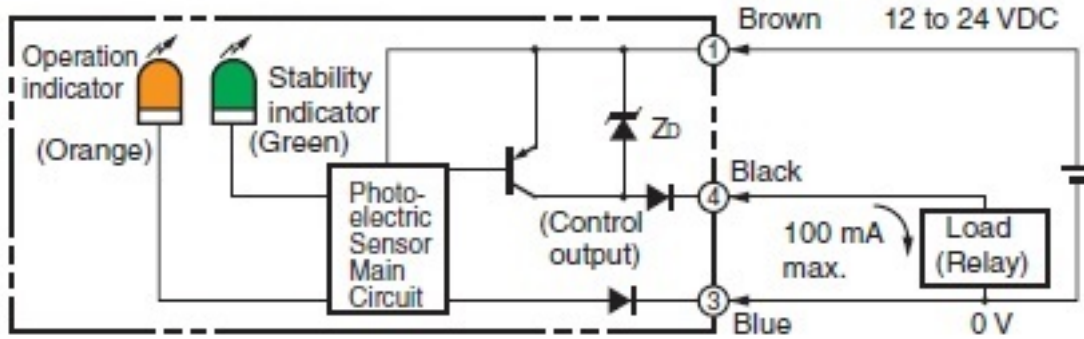 Brown 12 to 24 VDC
Operation
indicator
(Orange)
Stability
indicator
(Green)
1
ZD
Photo-
electric
Sensor
Main
Circuit
Black
4
(Control
output)
100 mA
max.
Load
(Relay)
3
Blue
0 V